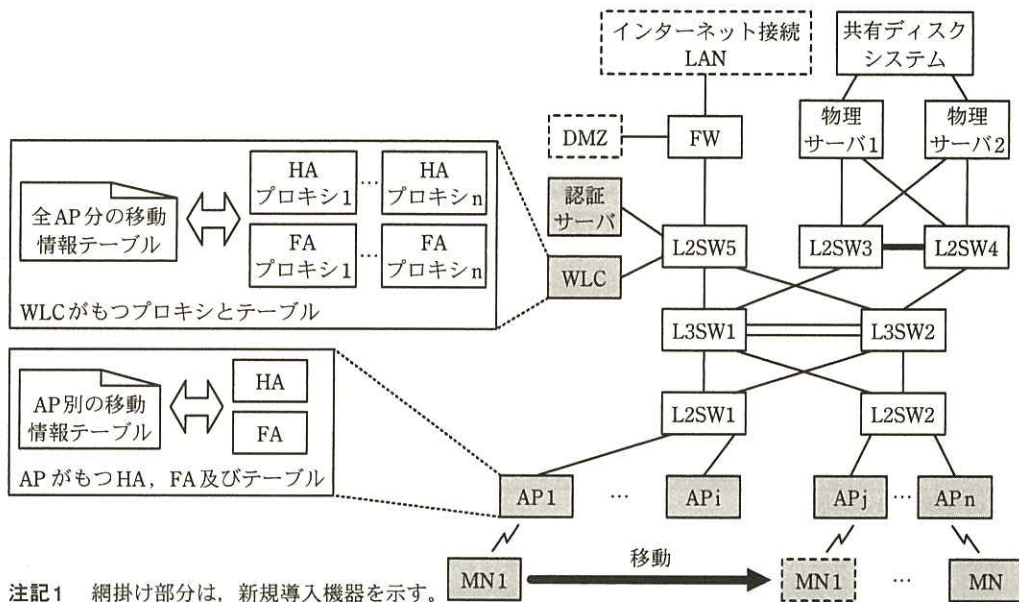 インターネット接続
LAN
共有ディスク
システム
DMZ
FW
物理
サーバ1
物理
サーバ2
認証
サーバ
WLC
L2SW5
L2SW3
L2SW4
全AP分の移動
情報テーブル
HA
プロキシ1
…
HA
プロキシn
FA
プロキシ1
…
FA
プロキシn
WLCがもつプロキシとテーブル
L3SW1
L3SW2
AP別の移動
情報テーブル
HA
FA
APがもつHA,FA及びテーブル
L2SW1
L2SW2
AP1
…
APi
APj
…
APn
移動
MN1
MN1
…
MN
注記1 網掛け部分は,新規導入機器を示す。